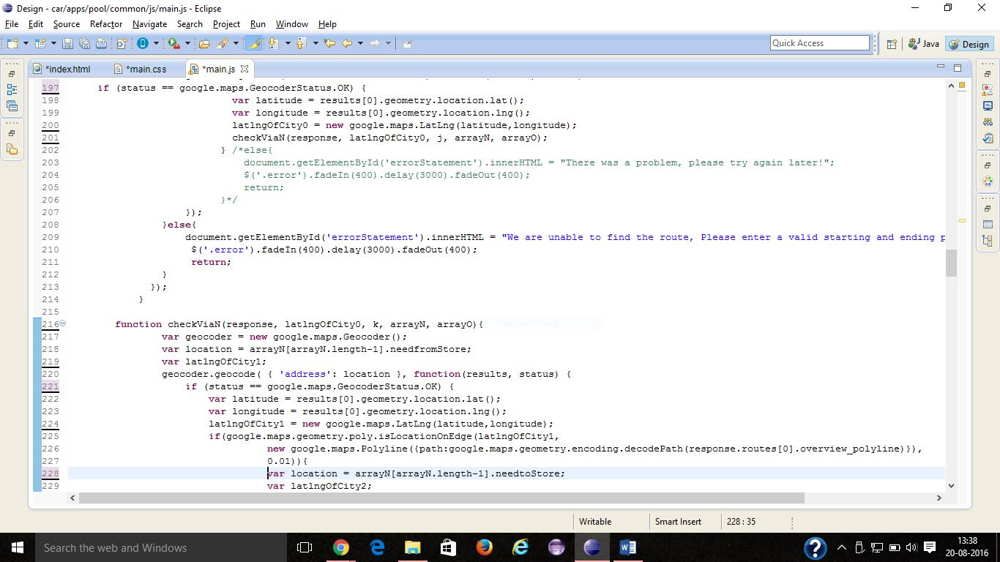 Design - car/apps/pool/common/js/main.js - Eclipse
File Edit Source Refactor Navigate Search Project Run Window Help
Quick Access
Java
Design
*index.html
*main.css
*main.js
197 if (status == google.maps.GeocoderStatus.OK) {
198 var latitude = results[0].geometry.location.lat();
199 var longitude = results[0].geometry.location.lng();
200 latlngOfCity0 = new google.maps.LatLng(latitude,longitude);
201 checkViaN(response, latlngOfCity0, j, arrayN, arrayO);
202 } /*else{
203 document.getElementById('errorStatement').innerHTML = "There was a problem, please try again later!";
204 $('.error').fadeIn(400).delay(3000).fadeOut(400);
205 return;
206 }*/
207 });
208 }else{
209 document.getElementById('errorStatement').innerHTML = "We are unable to find the route, Please enter a valid starting and ending p
210 $('.error').fadeIn(400).delay(3000).fadeOut(400);
211 return;
212 }
213 });
214 }
215
216 function checkViaN(response, latlngOfCity0, k, arrayN, arrayO){
217 var geocoder = new google.maps.Geocoder();
218 var location = arrayN[arrayN.length-1].needfromStore;
219 var latlngOfCity1;
220 geocoder.geocode( { 'address': location }, function(results, status) {
221 if (status == google.maps.GeocoderStatus.OK) {
222 var latitude = results[0].geometry.location.lat();
223 var longitude = results[0].geometry.location.lng();
224 latlngOfCity1 = new google.maps.LatLng(latitude,longitude);
225 if(google.maps.geometry.poly.isLocationOnEdge(latlngOfCity1,
226 new google.maps.Polyline({path:google.maps.geometry.encoding.decodePath(response.routes[0].overview_polyline)}),
227 0.01)){
228 var location = arrayN[arrayN.length-1].needtoStore;
229 var latlngOfCity2;
Writable
Smart Insert
228 : 35
Search the web and Windows
13:38
20-08-2016